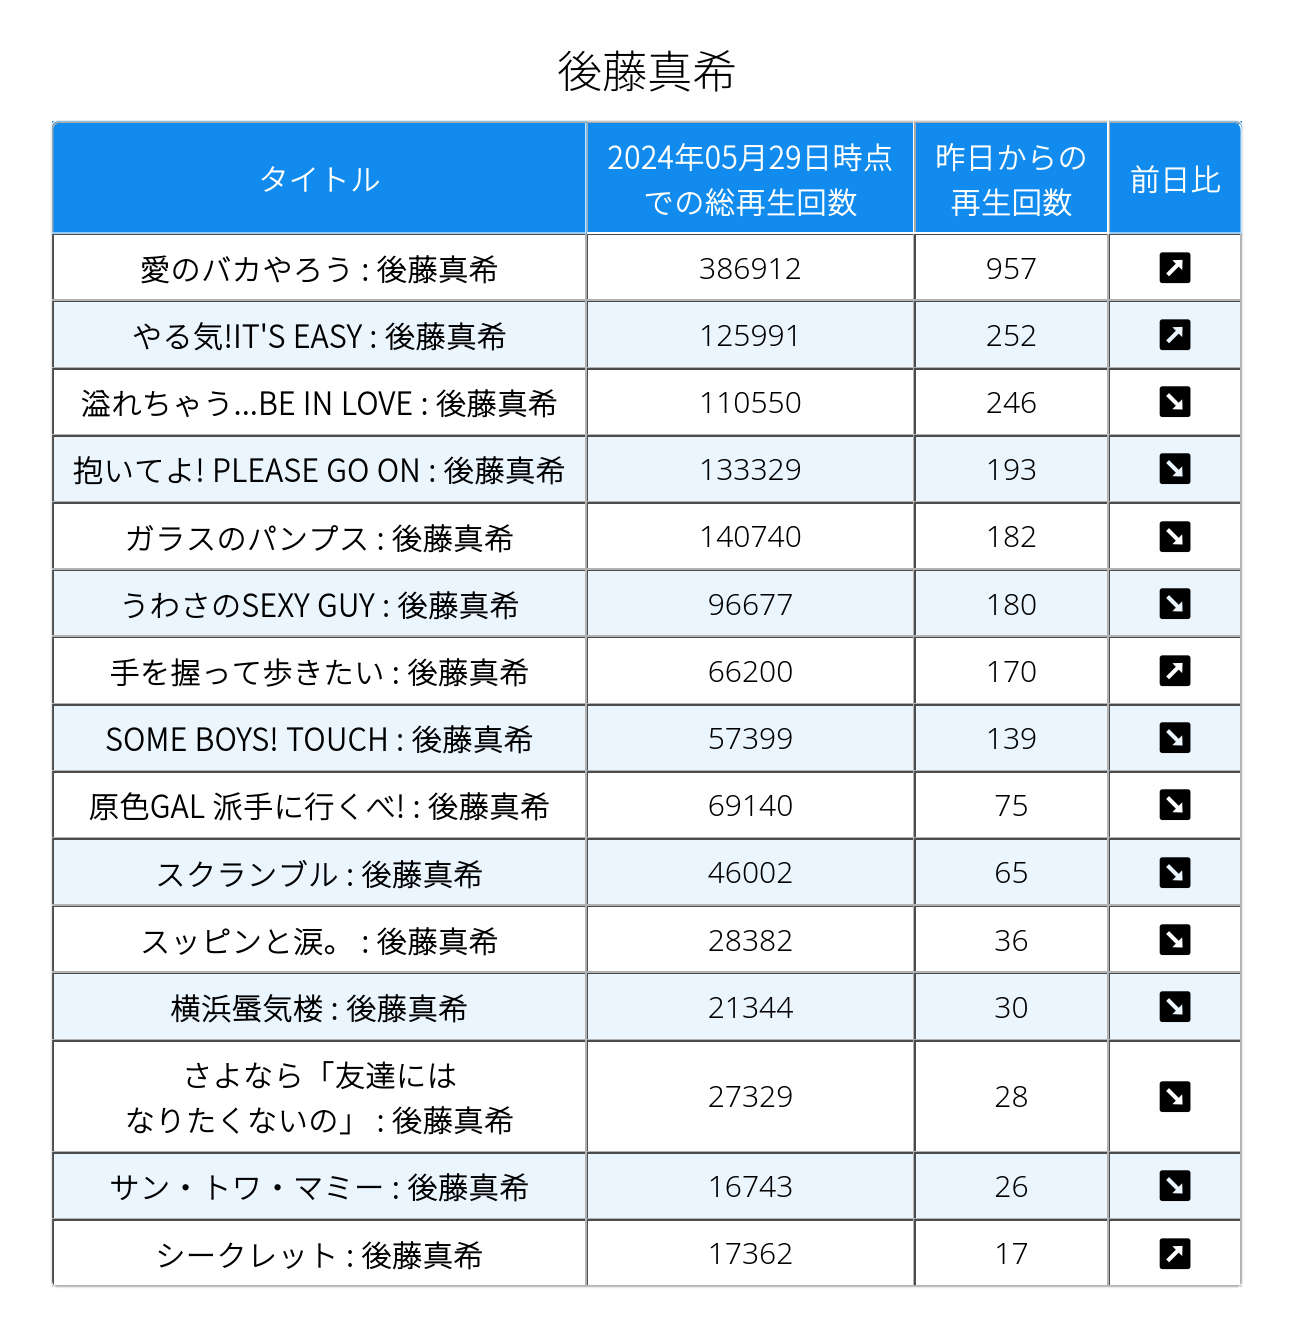 後藤真希
タイトル
2024年05月29日時点
での総再生回数
昨日からの
再生回数
前日比
愛のバカやろう : 後藤真希 386912 957
やる気!IT'S EASY : 後藤真希 125991 252
溢れちゃう...BE IN LOVE : 後藤真希 110550 246
抱いてよ! PLEASE GO ON : 後藤真希 133329 193
ガラスのパンプス : 後藤真希 140740 182
うわさのSEXY GUY : 後藤真希 96677 180
手を握って歩きたい : 後藤真希 66200 170
SOME BOYS! TOUCH : 後藤真希 57399 139
原色GAL 派手に行くべ! : 後藤真希 69140 75
スクランブル : 後藤真希 46002 65
スッピンと涙。 : 後藤真希 28382 36
横浜蜃気楼 : 後藤真希 21344 30
さよなら「友達には
なりたくないの」 : 後藤真希 27329 28
サン・トワ・マミー : 後藤真希 16743 26
シークレット : 後藤真希 17362 17